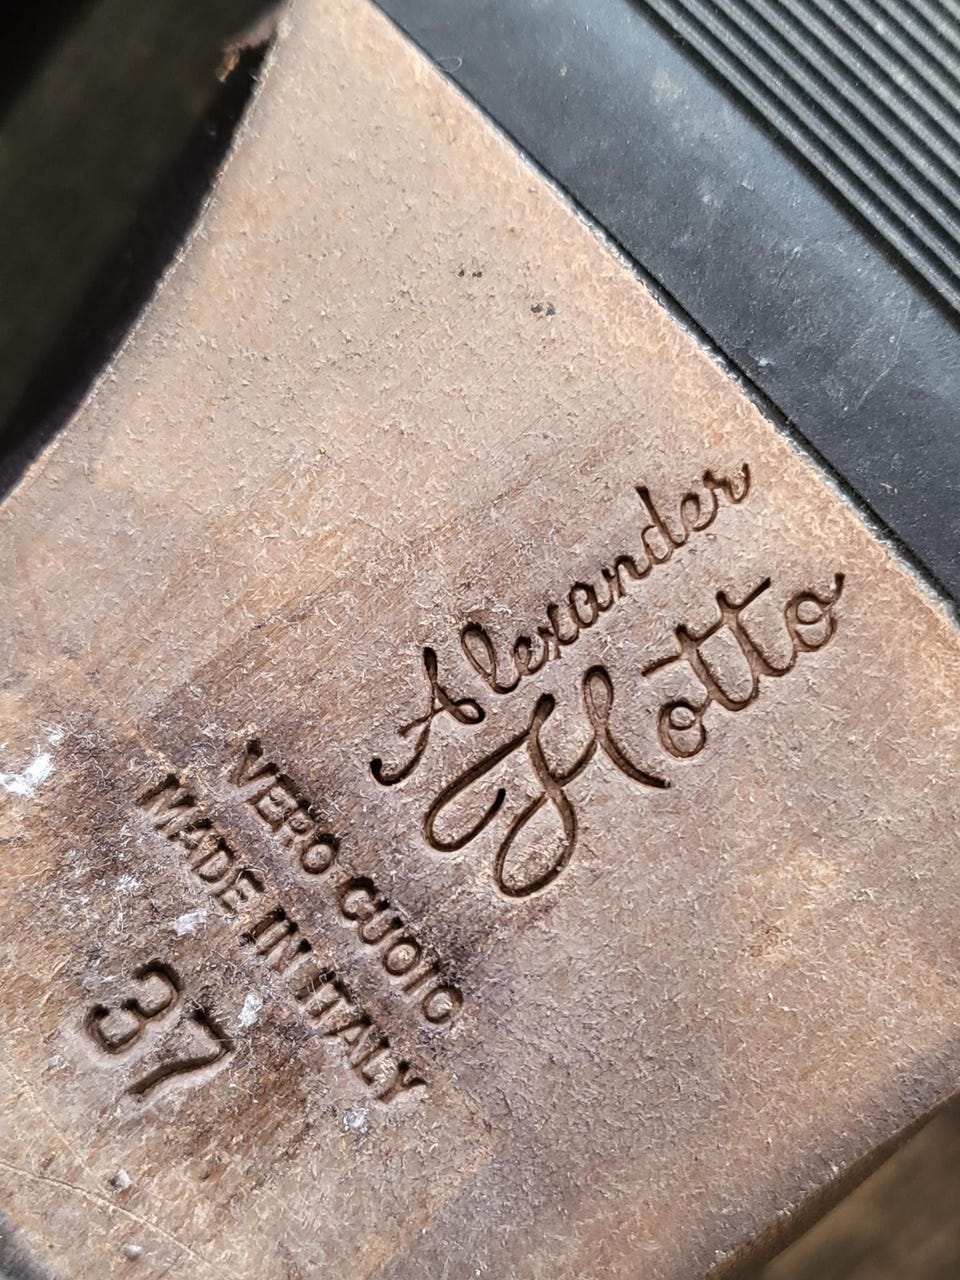 Alexander
Hotto
VERO CUOIO
MADE IN ITALY
37